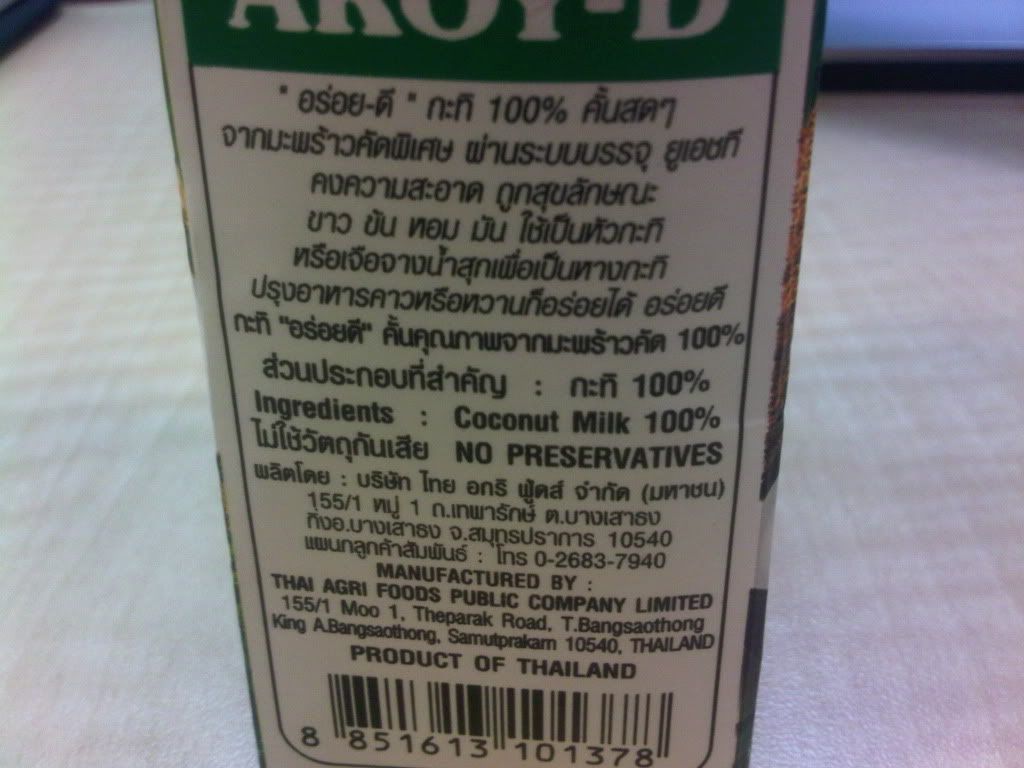 AROY-D
" อร่อย-ดี " กะทิ 100% คั้นสดๆ
จากมะพร้าวคัดพิเศษ ผ่านระบบบรรจุ ยูเอชที
คงความสะอาด ถูกสุขลักษณะ
ขาว ข้น หอม มัน ใช้เป็นหัวกะทิ
หรือเจือจางน้ำสุกเพื่อเป็นหางกะทิ
ปรุงอาหารคาวหรือหวานก็อร่อยได้ อร่อยดี
กะทิ "อร่อยดี" คั้นคุณภาพจากมะพร้าวคัด 100%
ส่วนประกอบที่สำคัญ : กะทิ 100%
Ingredients : Coconut Milk 100%
ไม่ใช้วัตถุกันเสีย NO PRESERVATIVES
ผลิตโดย : บริษัท ไทย อกริ ฟู้ดส์ จำกัด (มหาชน)
155/1 หมู่ 1 ถ.เทพารักษ์ ต.บางเสาธง
กิ่งอ.บางเสาธง จ.สมุทรปราการ 10540
แผนกลูกค้าสัมพันธ์ : โทร 0-2683-7940
MANUFACTURED BY :
THAI AGRI FOODS PUBLIC COMPANY LIMITED
155/1 Moo 1, Theparak Road, T.Bangsaothong
King A.Bangsaothong, Samutprakarn 10540, THAILAND
PRODUCT OF THAILAND
8 851613 101378